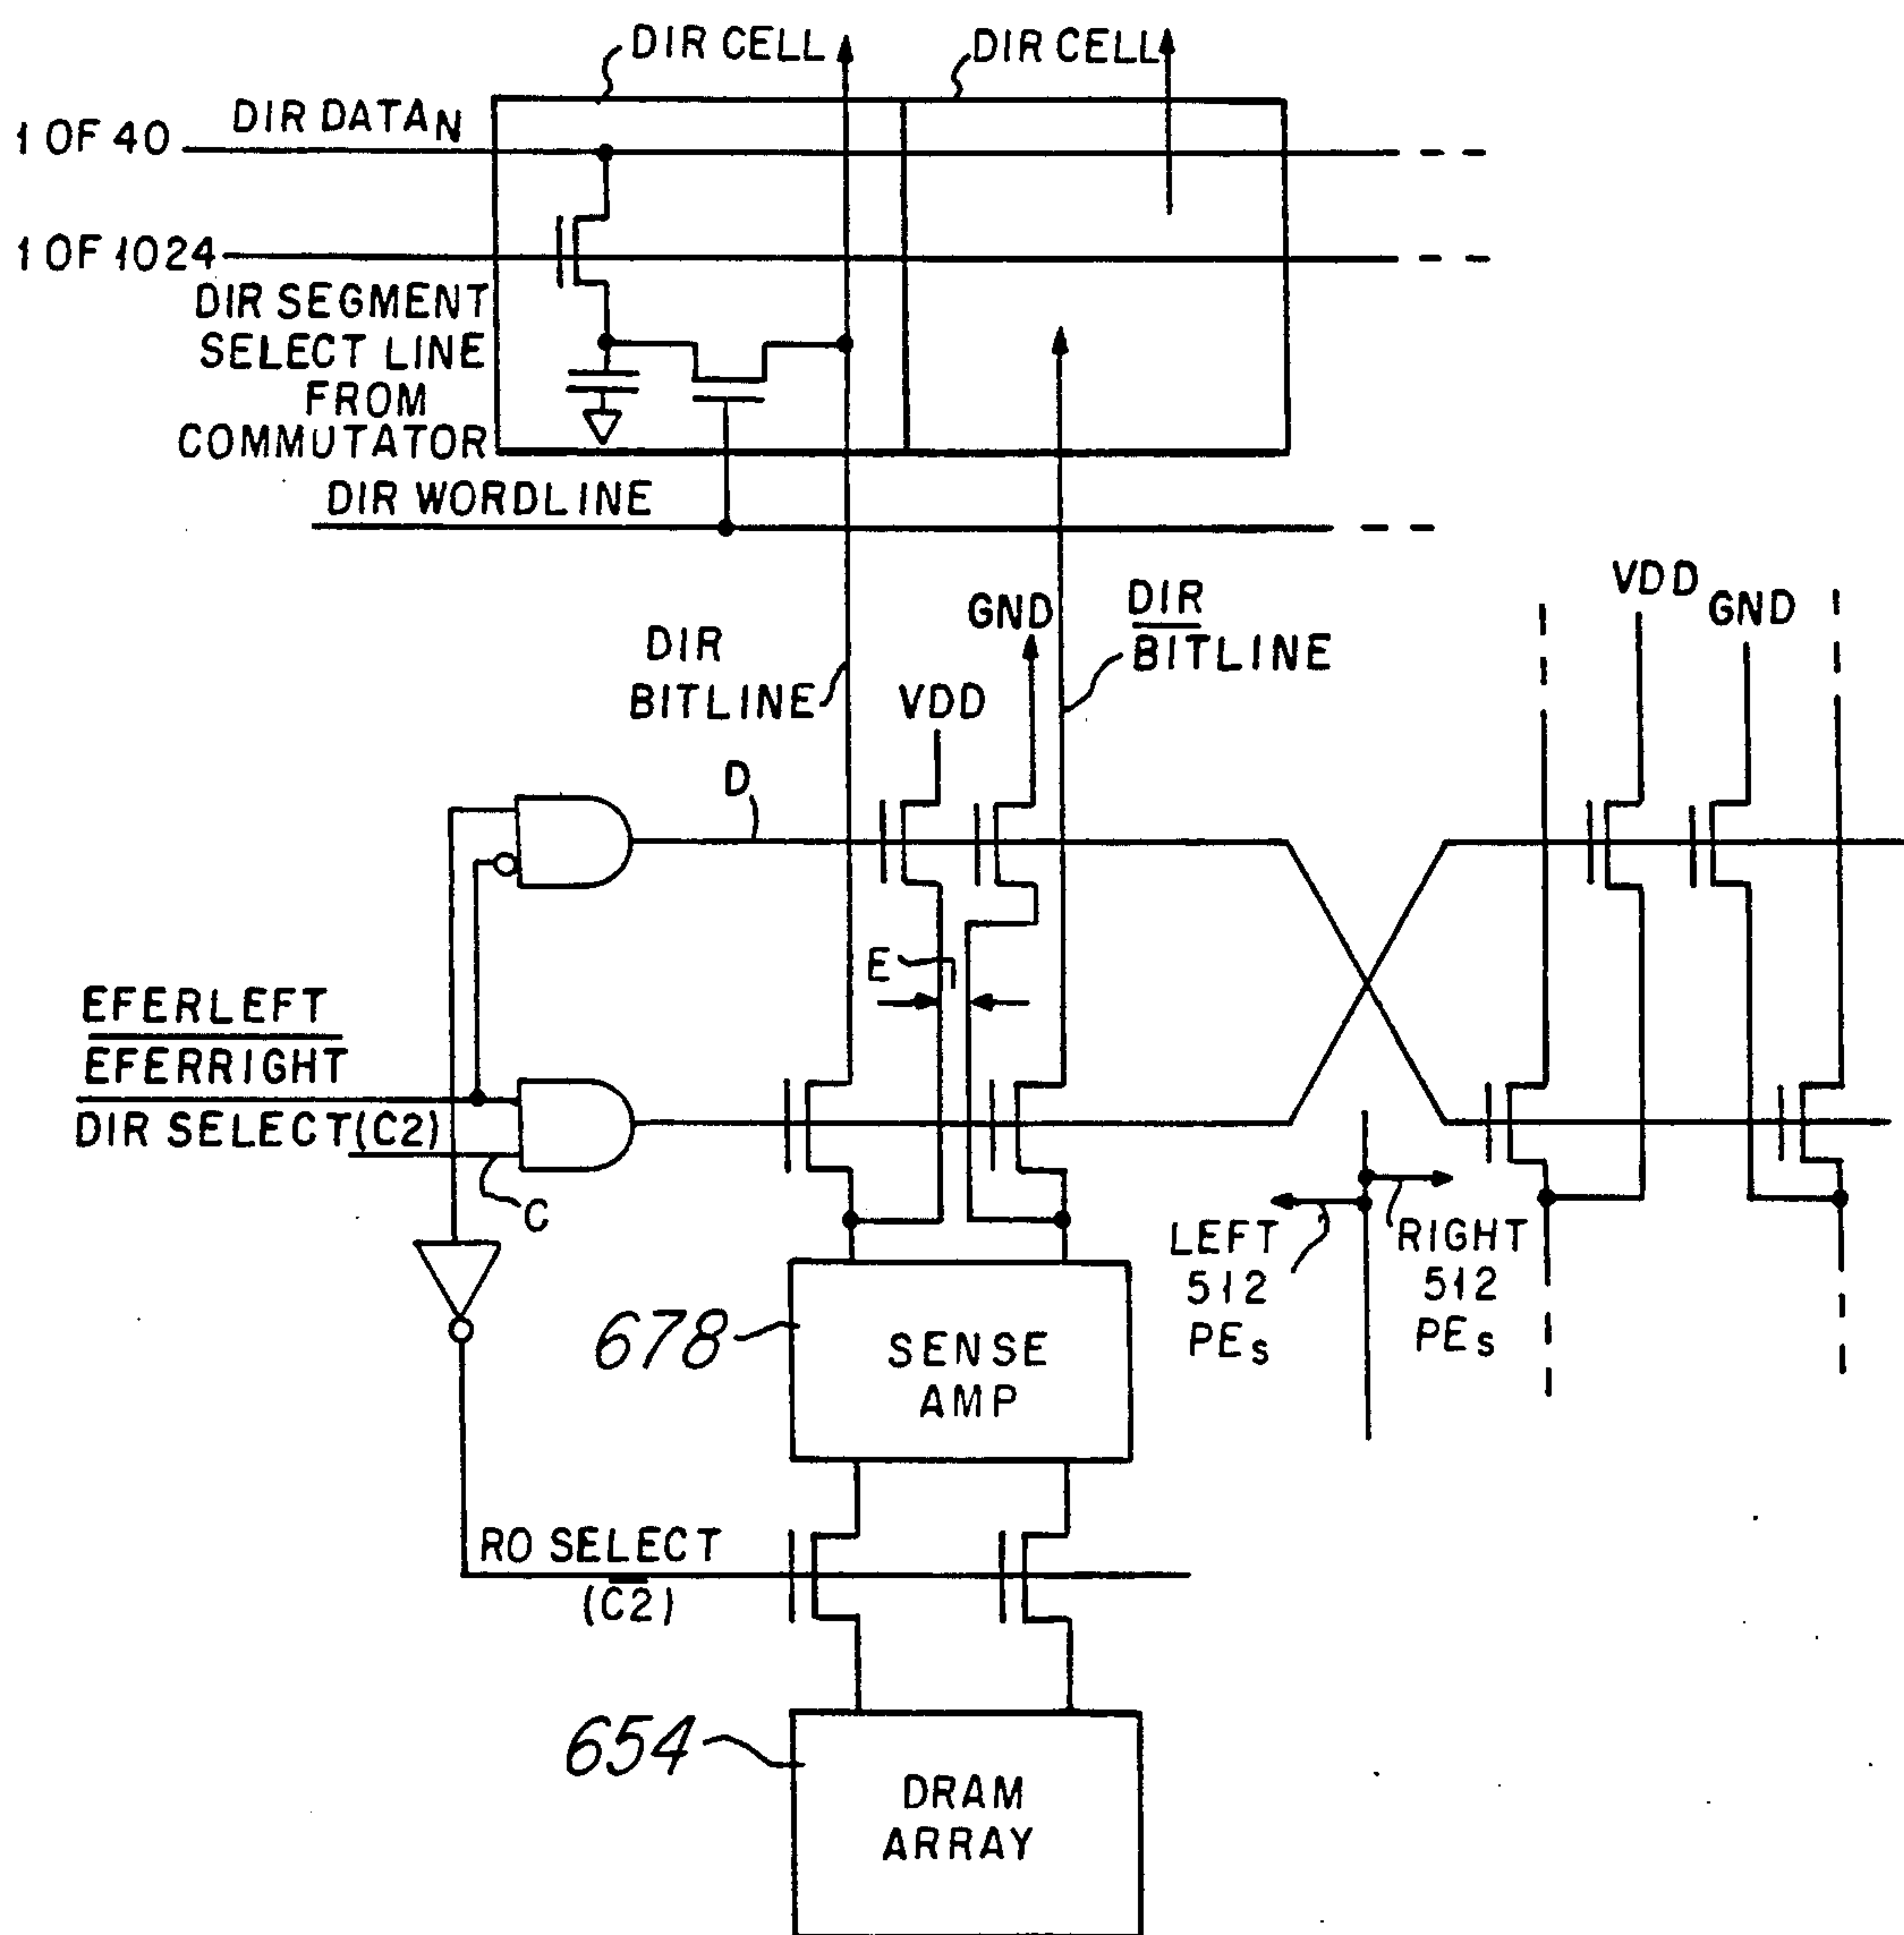 DIR CELL
DIR CELL
1 OF 40
DIR DATA N
1 OF 1024
DIR SEGMENT
SELECT LINE
FROM
COMMUTATOR
DIR WORDLINE
DIR
BITLINE
VDD
GND
DIR
BITLINE
VDD
GND
D
E
EFERLEFT
EFERRIGHT
DIR SELECT(C2)
C
LEFT
512
PEs
RIGHT
512
PEs
678
SENSE
AMP
RO SELECT
(C2)
654
DRAM
ARRAY